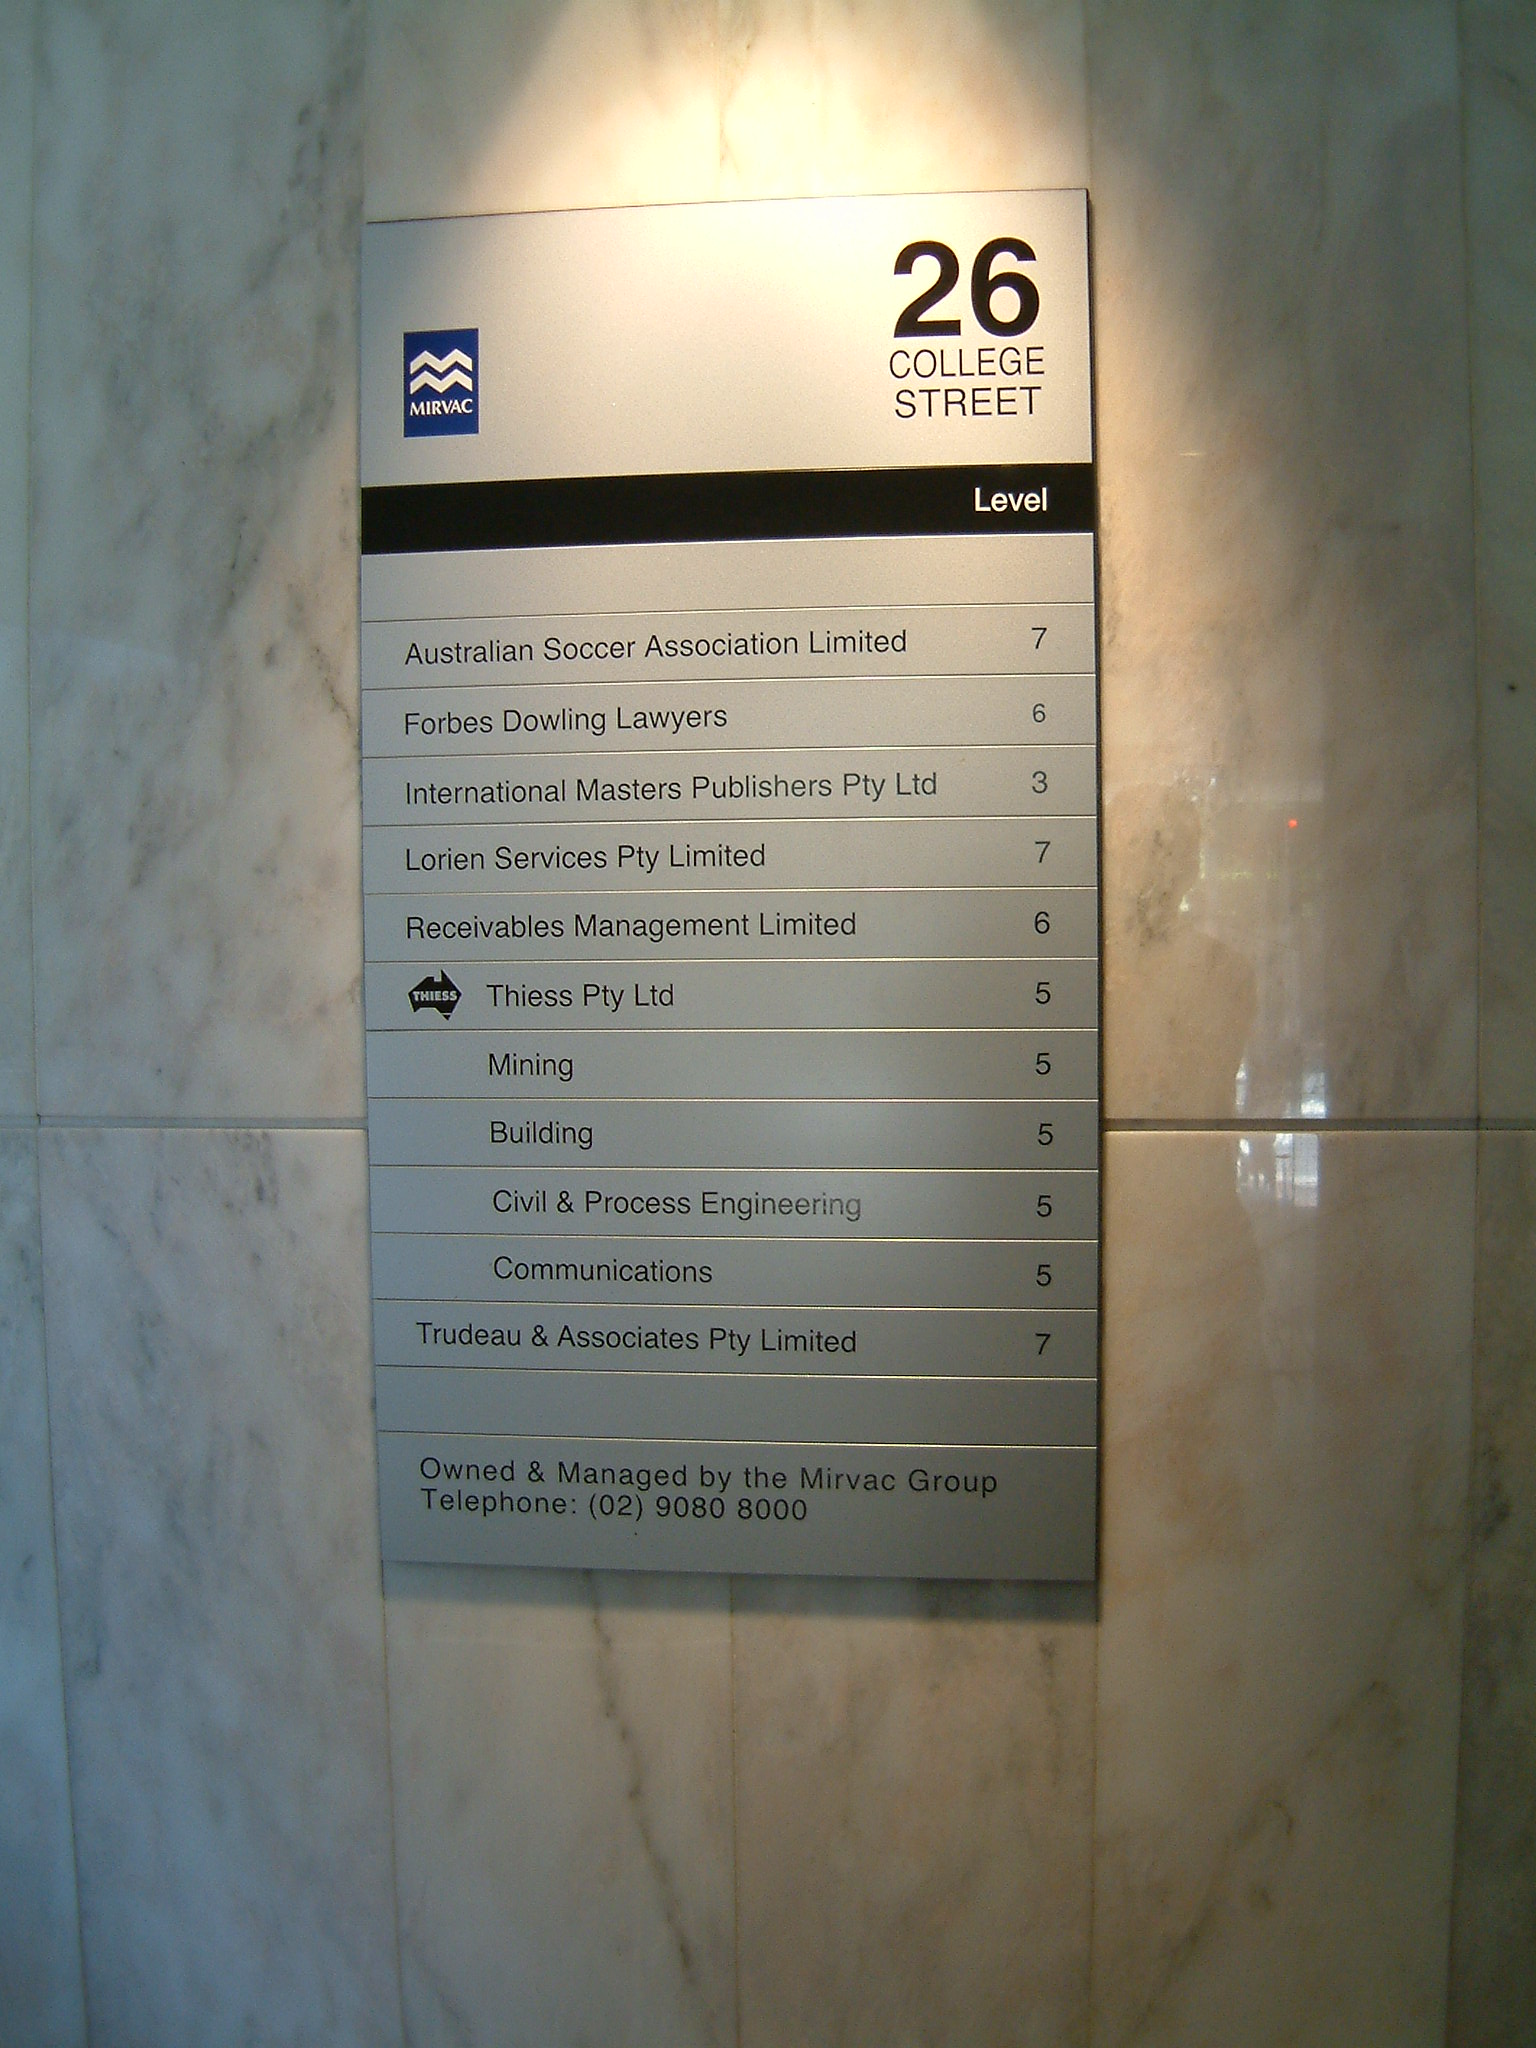 26
COLLEGE
STREET
MIRVAC
Level
Australian Soccer Association Limited 7
Forbes Dowling Lawyers 6
International Masters Publishers Pty Ltd 3
Lorien Services Pty Limited 7
Receivables Management Limited 6
THIESS Thiess Pty Ltd 5
Mining 5
Building 5
Civil & Process Engineering 5
Communications 5
Trudeau & Associates Pty Limited 7
Owned & Managed by the Mirvac Group
Telephone: (02) 9080 8000